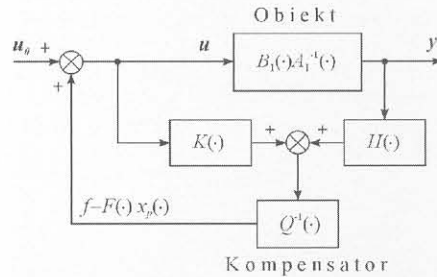 Obiekt
u₀ + u B₁(·)A₁⁻¹(·) y
+
K(·) + + H(·)
f–F(·) xₚ(·) Q⁻¹(·)
Kompensator